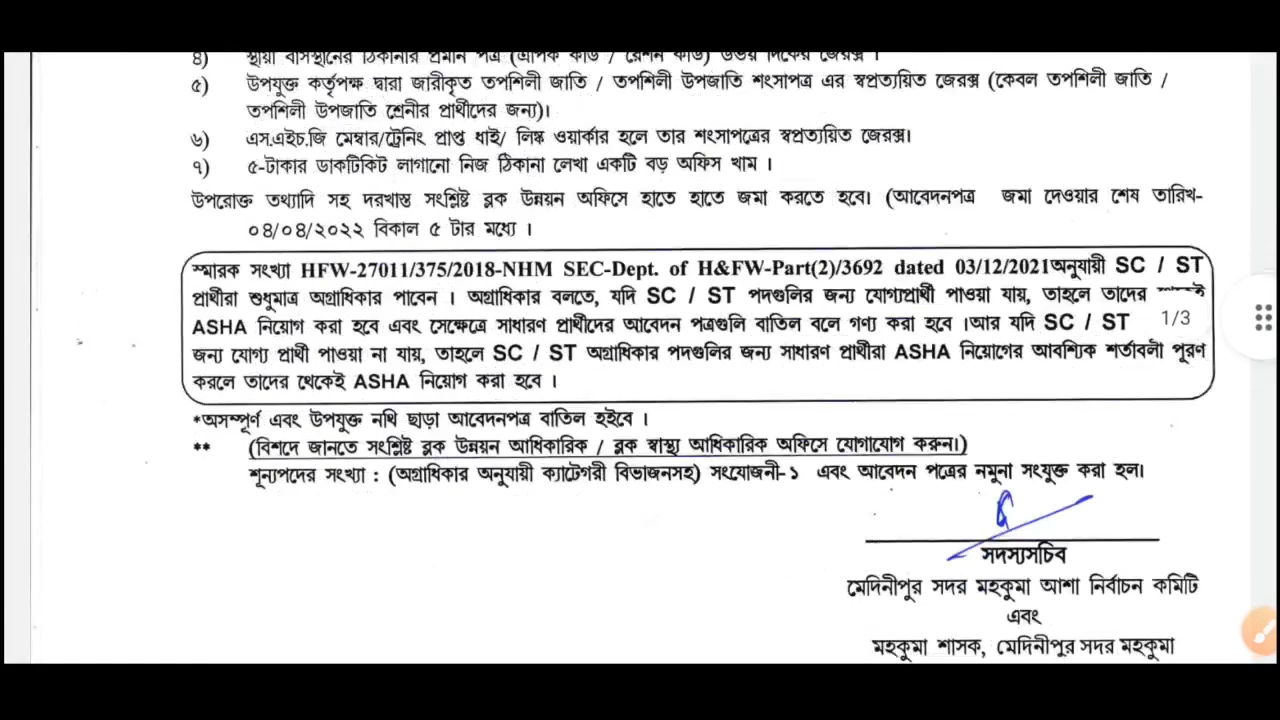 ৪) স্থায়ী বাসস্থানের ঠিকানার প্রমান পত্র (এপিক কার্ড / রেশন কার্ড) উভয় দিকের জেরক্স ।
৫) উপযুক্ত কর্তৃপক্ষ দ্বারা জারীকৃত তপশিলী জাতি / তপশিলী উপজাতি শংসাপত্র এর স্বপ্রত্যয়িত জেরক্স (কেবল তপশিলী জাতি /
তপশিলী উপজাতি শ্রেনীর প্রার্থীদের জন্য)।
৬) এস.এইচ.জি মেম্বার/ট্রেনিং প্রাপ্ত ধাই/ লিঙ্ক ওয়ার্কার হলে তার শংসাপত্রের স্বপ্রত্যয়িত জেরক্স।
৭) ৫-টাকার ডাকটিকিট লাগানো নিজ ঠিকানা লেখা একটি বড় অফিস খাম ।
উপরোক্ত তথ্যাদি সহ দরখাস্ত সংশ্লিষ্ট ব্লক উন্নয়ন অফিসে হাতে হাতে জমা করতে হবে। (আবেদনপত্র জমা দেওয়ার শেষ তারিখ-
০৪/০৪/২০২২ বিকাল ৫ টার মধ্যে ।
স্মারক সংখ্যা HFW-27011/375/2018-NHM SEC-Dept. of H&FW-Part(2)/3692 dated 03/12/2021অনুযায়ী SC / ST
প্রার্থীরা শুধুমাত্র অগ্রাধিকার পাবেন । অগ্রাধিকার বলতে, যদি SC / ST পদগুলির জন্য যোগ্যপ্রার্থী পাওয়া যায়, তাহলে তাদের
ASHA নিয়োগ করা হবে এবং সেক্ষেত্রে সাধারণ প্রার্থীদের আবেদন পত্রগুলি বাতিল বলে গণ্য করা হবে ।আর যদি SC / ST
1/3
জন্য যোগ্য প্রার্থী পাওয়া না যায়, তাহলে SC / ST অগ্রাধিকার পদগুলির জন্য সাধারণ প্রার্থীরা ASHA নিয়োগের আবশ্যিক শর্তাবলী পূরণ
করলে তাদের থেকেই ASHA নিয়োগ করা হবে ।
*অসম্পূর্ণ এবং উপযুক্ত নথি ছাড়া আবেদনপত্র বাতিল হইবে ।
** (বিশদে জানতে সংশ্লিষ্ট ব্লক উন্নয়ন আধিকারিক / ব্লক স্বাস্থ্য আধিকারিক অফিসে যোগাযোগ করুন।)
শূন্যপদের সংখ্যা : (অগ্রাধিকার অনুযায়ী ক্যাটেগরী বিভাজনসহ) সংযোজনী-১ এবং আবেদন পত্রের নমুনা সংযুক্ত করা হল।
সদস্যসচিব
মেদিনীপুর সদর মহকুমা আশা নির্বাচন কমিটি
এবং
মহকুমা শাসক, মেদিনীপুর সদর মহকুমা